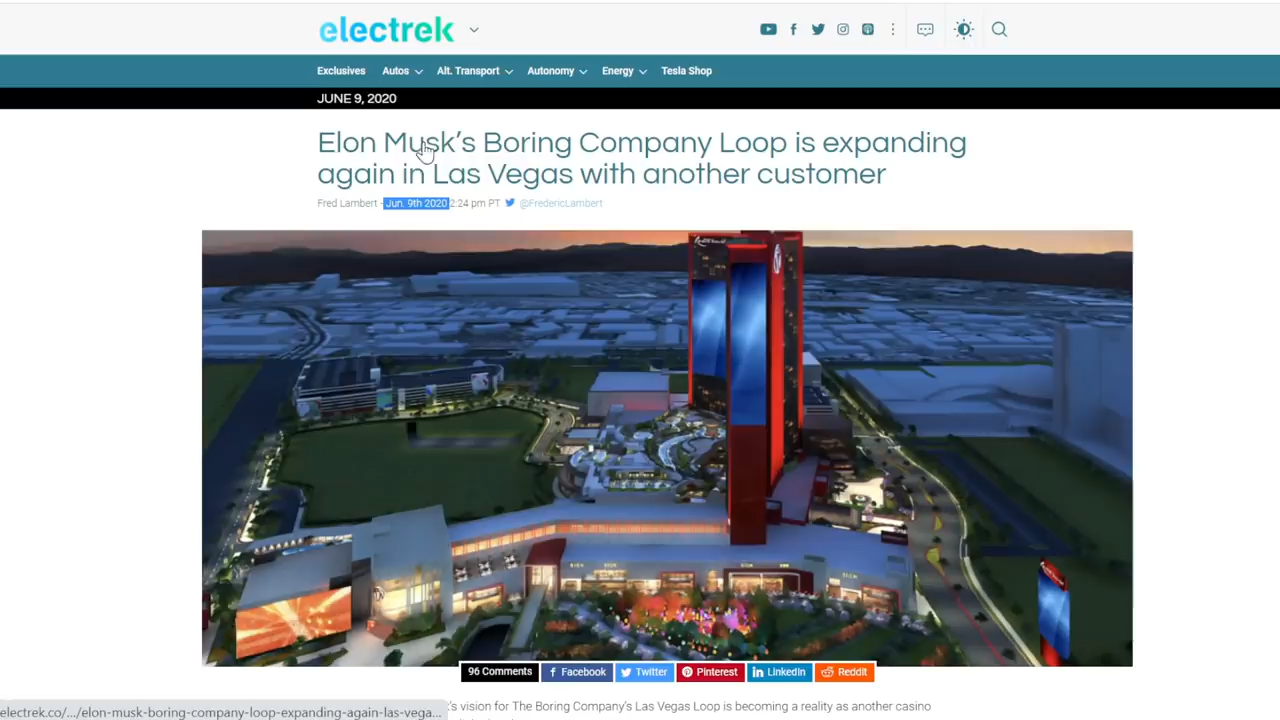 electrek
Exclusives Autos Alt. Transport Autonomy Energy Tesla Shop
JUNE 9, 2020
Elon Musk's Boring Company Loop is expanding
again in Las Vegas with another customer
Fred Lambert - Jun. 9th 2020 2:24 pm PT @FredericLambert
96 Comments Facebook Twitter Pinterest LinkedIn Reddit
's vision for The Boring Company's Las Vegas Loop is becoming a reality as another casino
electrek.co/.../elon-musk-boring-company-loop-expanding-again-las-vega...